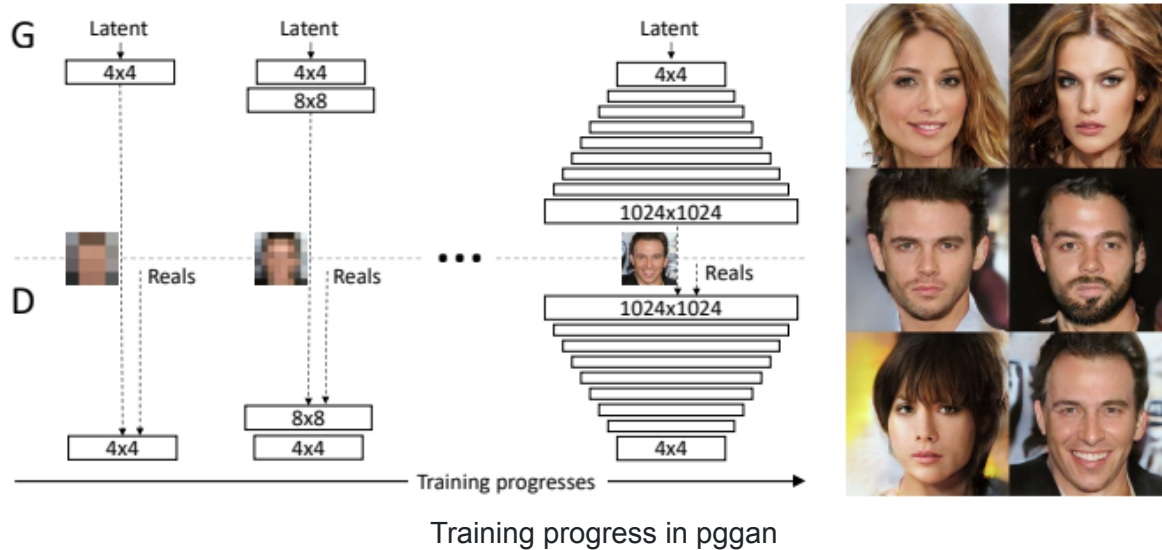 G
Latent
Latent
Latent
4x4
4x4
4x4
8x8
1024x1024
Reals
Reals
Reals
D
1024x1024
8x8
4x4
4x4
4x4
Training progresses
Training progress in pggan